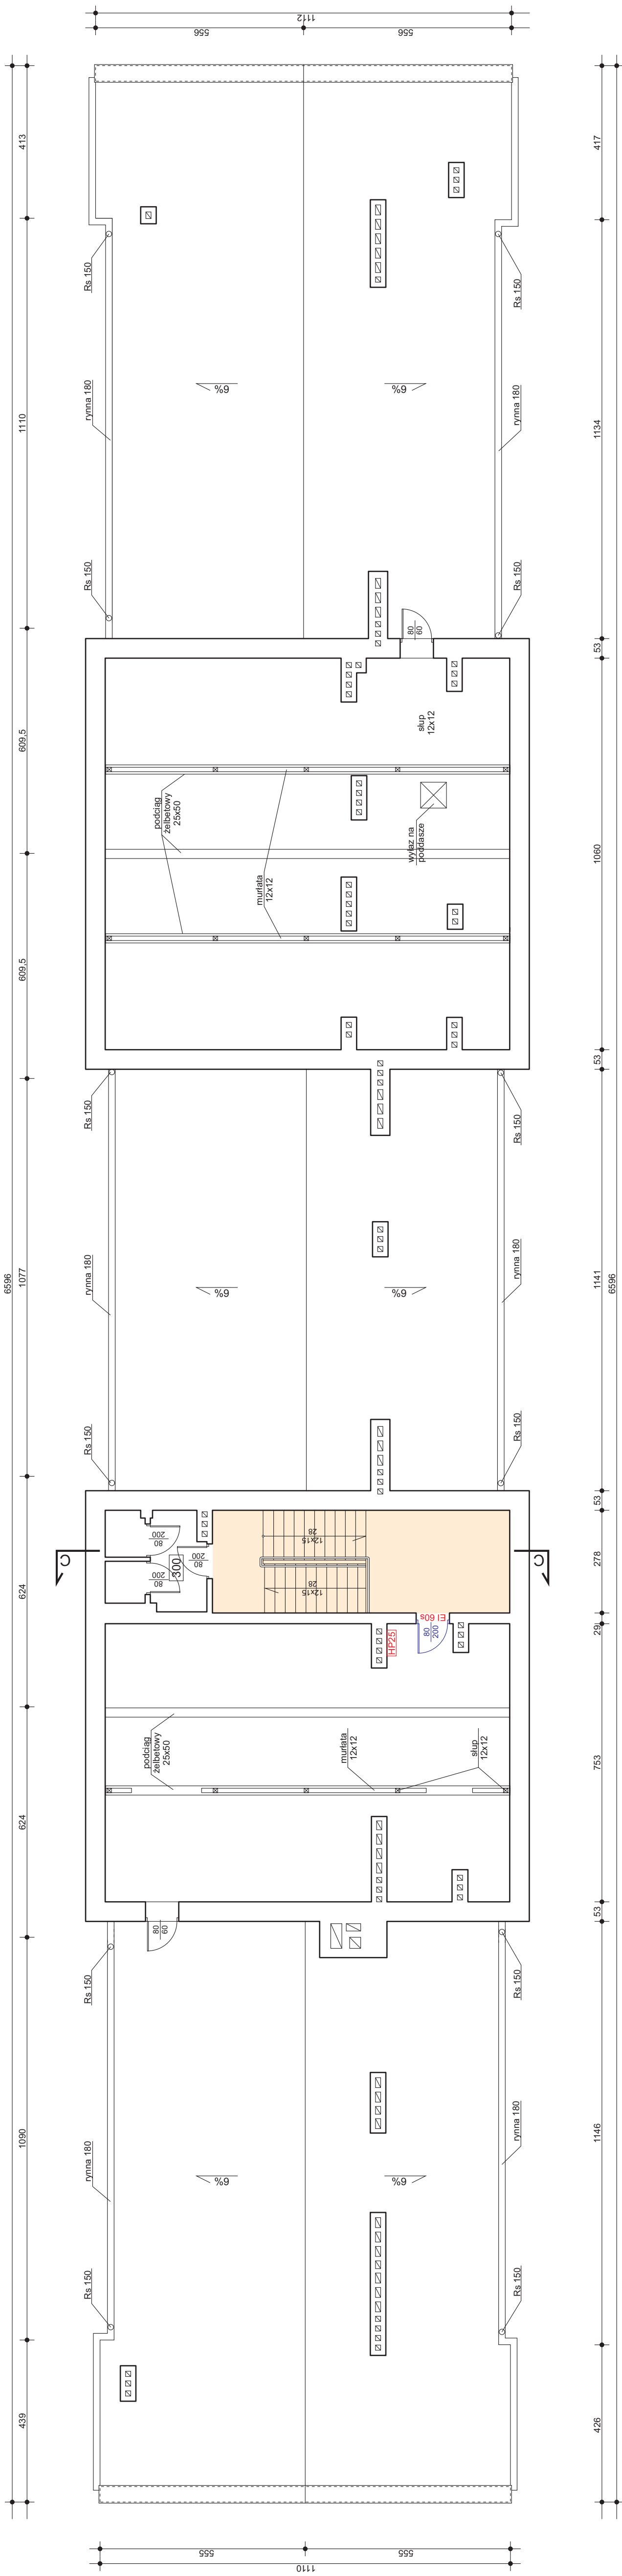 1112
556
556
413
417
Rs 150
Rs 150
rynna 180
6%
6%
rynna 180
1110
1134
Rs 150
Rs 150
80
60
53
609,5
słup
12x12
podciąg
żelbetowy
25x50
wyłaz na
poddasze
murłata
12x12
1060
609,5
53
Rs 150
Rs 150
6596
1077
rynna 180
6%
6%
rynna 180
1141
6596
Rs 150
Rs 150
53
C
80
200
80
200
80
200
300
12x15
28
12x15
28
C
624
278
EI 60s
HP25
80
200
29
podciąg
żelbetowy
25x50
murłata
12x12
słup
12x12
753
624
53
80
60
Rs 150
Rs 150
1090
rynna 180
6%
6%
rynna 180
1146
Rs 150
Rs 150
439
426
555
555
1110